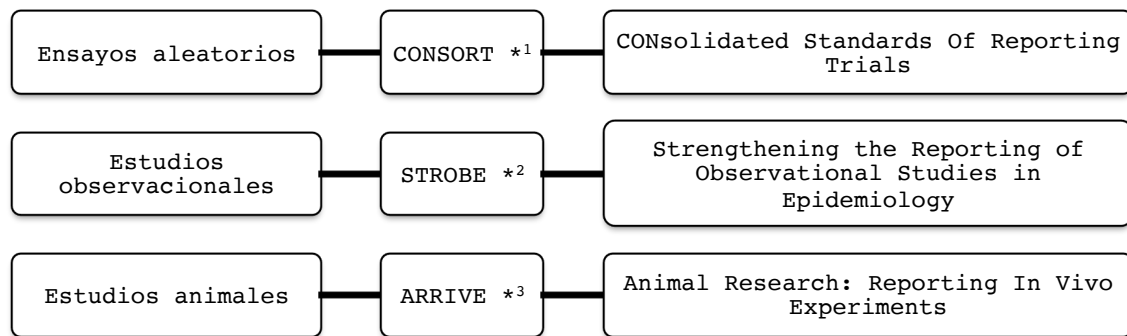 Ensayos aleatorios
CONSORT *1
CONsolidated Standards Of Reporting
Trials
Estudios
observacionales
STROBE *2
Strengthening the Reporting of
Observational Studies in
Epidemiology
Estudios animales
ARRIVE *3
Animal Research: Reporting In Vivo
Experiments